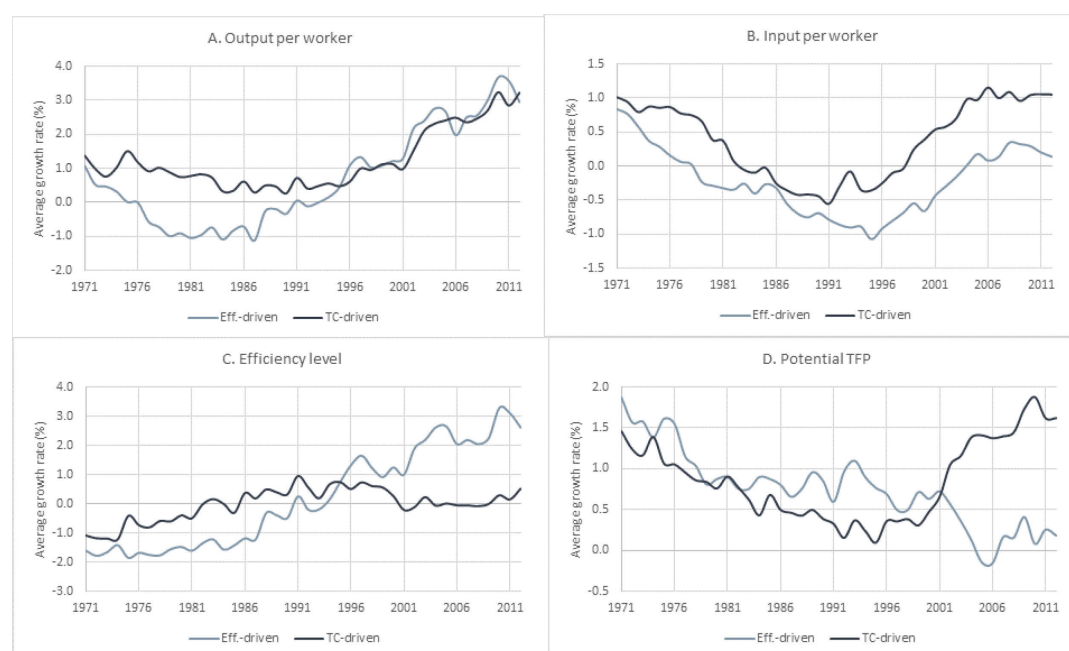 A. Output per worker
Average growth rate (%)
4.0
3.0
2.0
1.0
0.0
-1.0
-2.0
1971 1976 1981 1986 1991 1996 2001 2006 2011
Eff.-driven TC-driven
B. Input per worker
Average growth rate (%)
1.5
1.0
0.5
0.0
-0.5
-1.0
-1.5
1971 1976 1981 1986 1991 1996 2001 2006 2011
Eff.-driven TC-driven
C. Efficiency level
Average growth rate (%)
4.0
3.0
2.0
1.0
0.0
-1.0
-2.0
-3.0
1971 1976 1981 1986 1991 1996 2001 2006 2011
Eff.-driven TC-driven
D. Potential TFP
Average growth rate (%)
2.0
1.5
1.0
0.5
0.0
-0.5
1971 1976 1981 1986 1991 1996 2001 2006 2011
Eff.-driven TC-driven